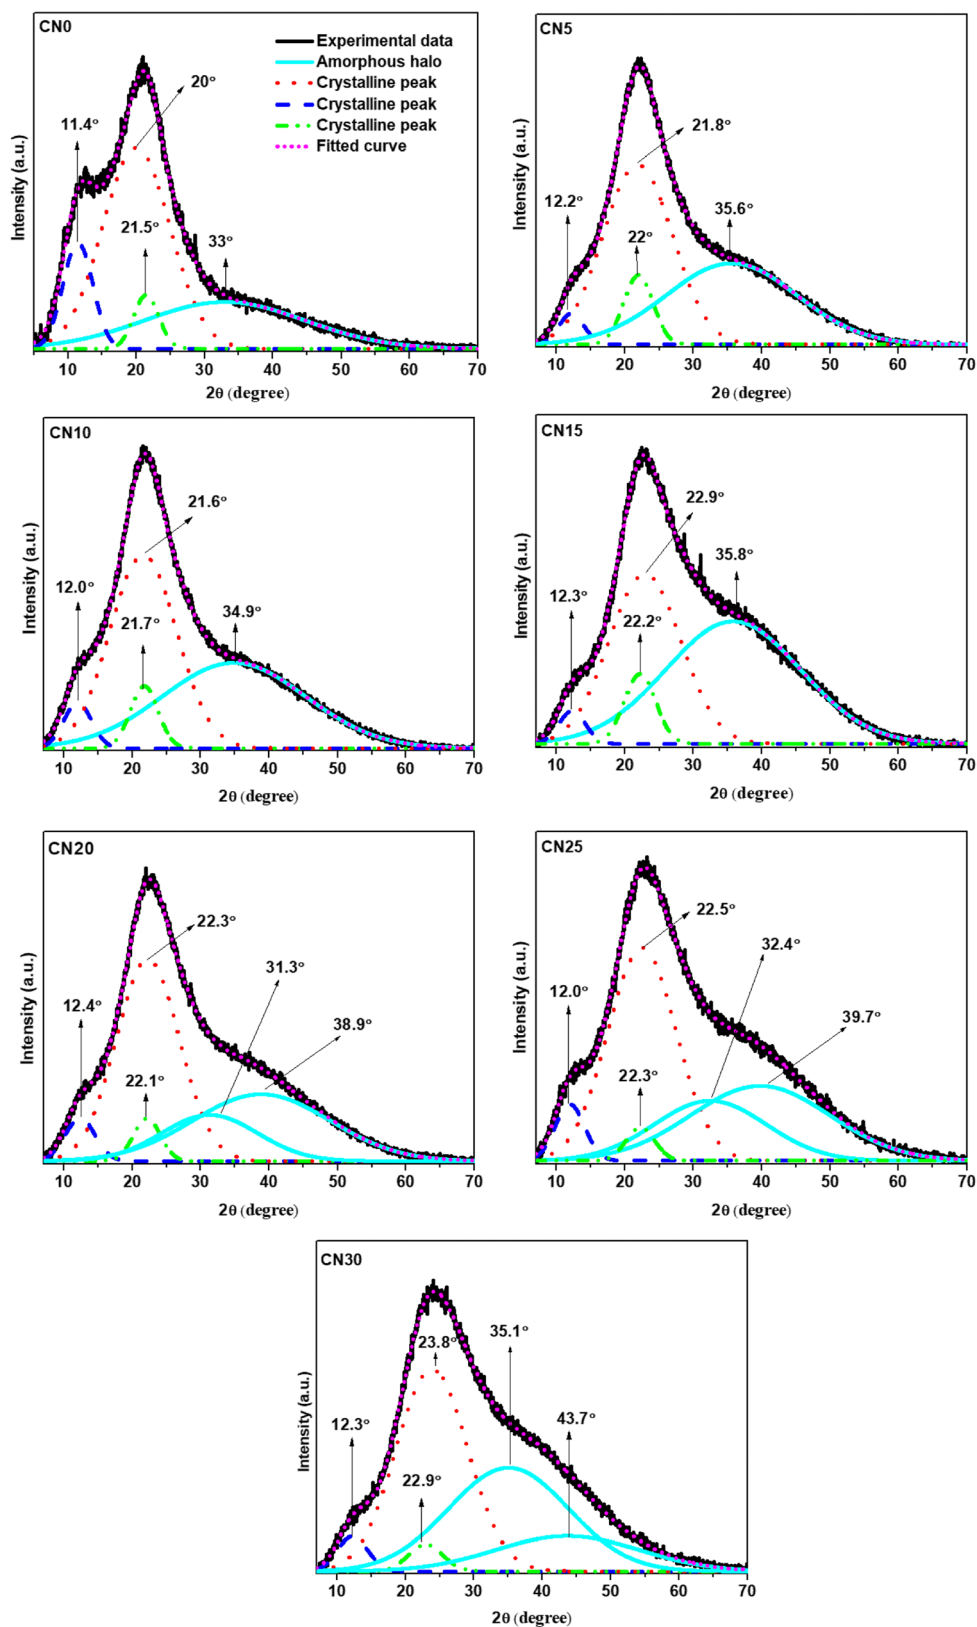 CN0
Experimental data
Amorphous halo
Crystalline peak
Crystalline peak
Crystalline peak
Fitted curve
20°
11.4°
21.5°
33°
Intensity (a.u.)
10 20 30 40 50 60 70
2θ (degree)
CN5
21.8°
12.2°
35.6°
22°
Intensity (a.u.)
10 20 30 40 50 60 70
2θ (degree)
CN10
21.6°
12.0°
21.7°
34.9°
Intensity (a.u.)
10 20 30 40 50 60 70
2θ (degree)
CN15
22.9°
35.8°
12.3°
22.2°
Intensity (a.u.)
10 20 30 40 50 60 70
2θ (degree)
CN20
22.3°
31.3°
12.4°
38.9°
22.1°
Intensity (a.u.)
10 20 30 40 50 60 70
2θ (degree)
CN25
22.5°
32.4°
12.0°
39.7°
22.3°
Intensity (a.u.)
10 20 30 40 50 60 70
2θ (degree)
CN30
35.1°
23.8°
43.7°
12.3°
22.9°
Intensity (a.u.)
10 20 30 40 50 60 70
2θ (degree)